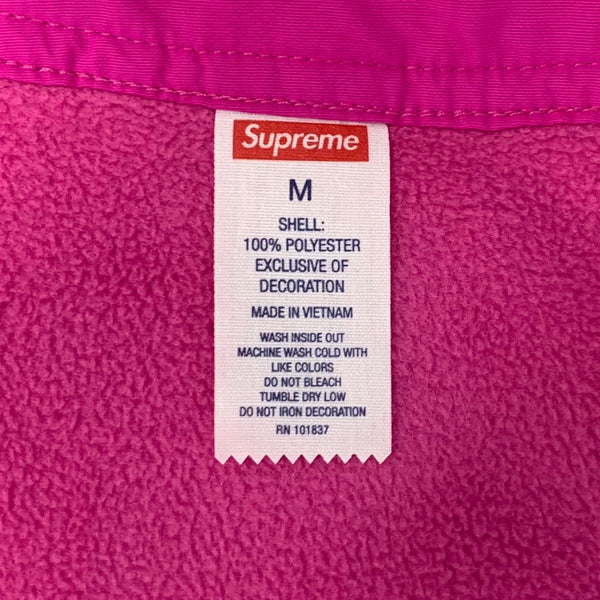 Supreme
M
SHELL:
100% POLYESTER
EXCLUSIVE OF
DECORATION
MADE IN VIETNAM
WASH INSIDE OUT
MACHINE WASH COLD WITH
LIKE COLORS
DO NOT BLEACH
TUMBLE DRY LOW
DO NOT IRON DECORATION
RN 101837